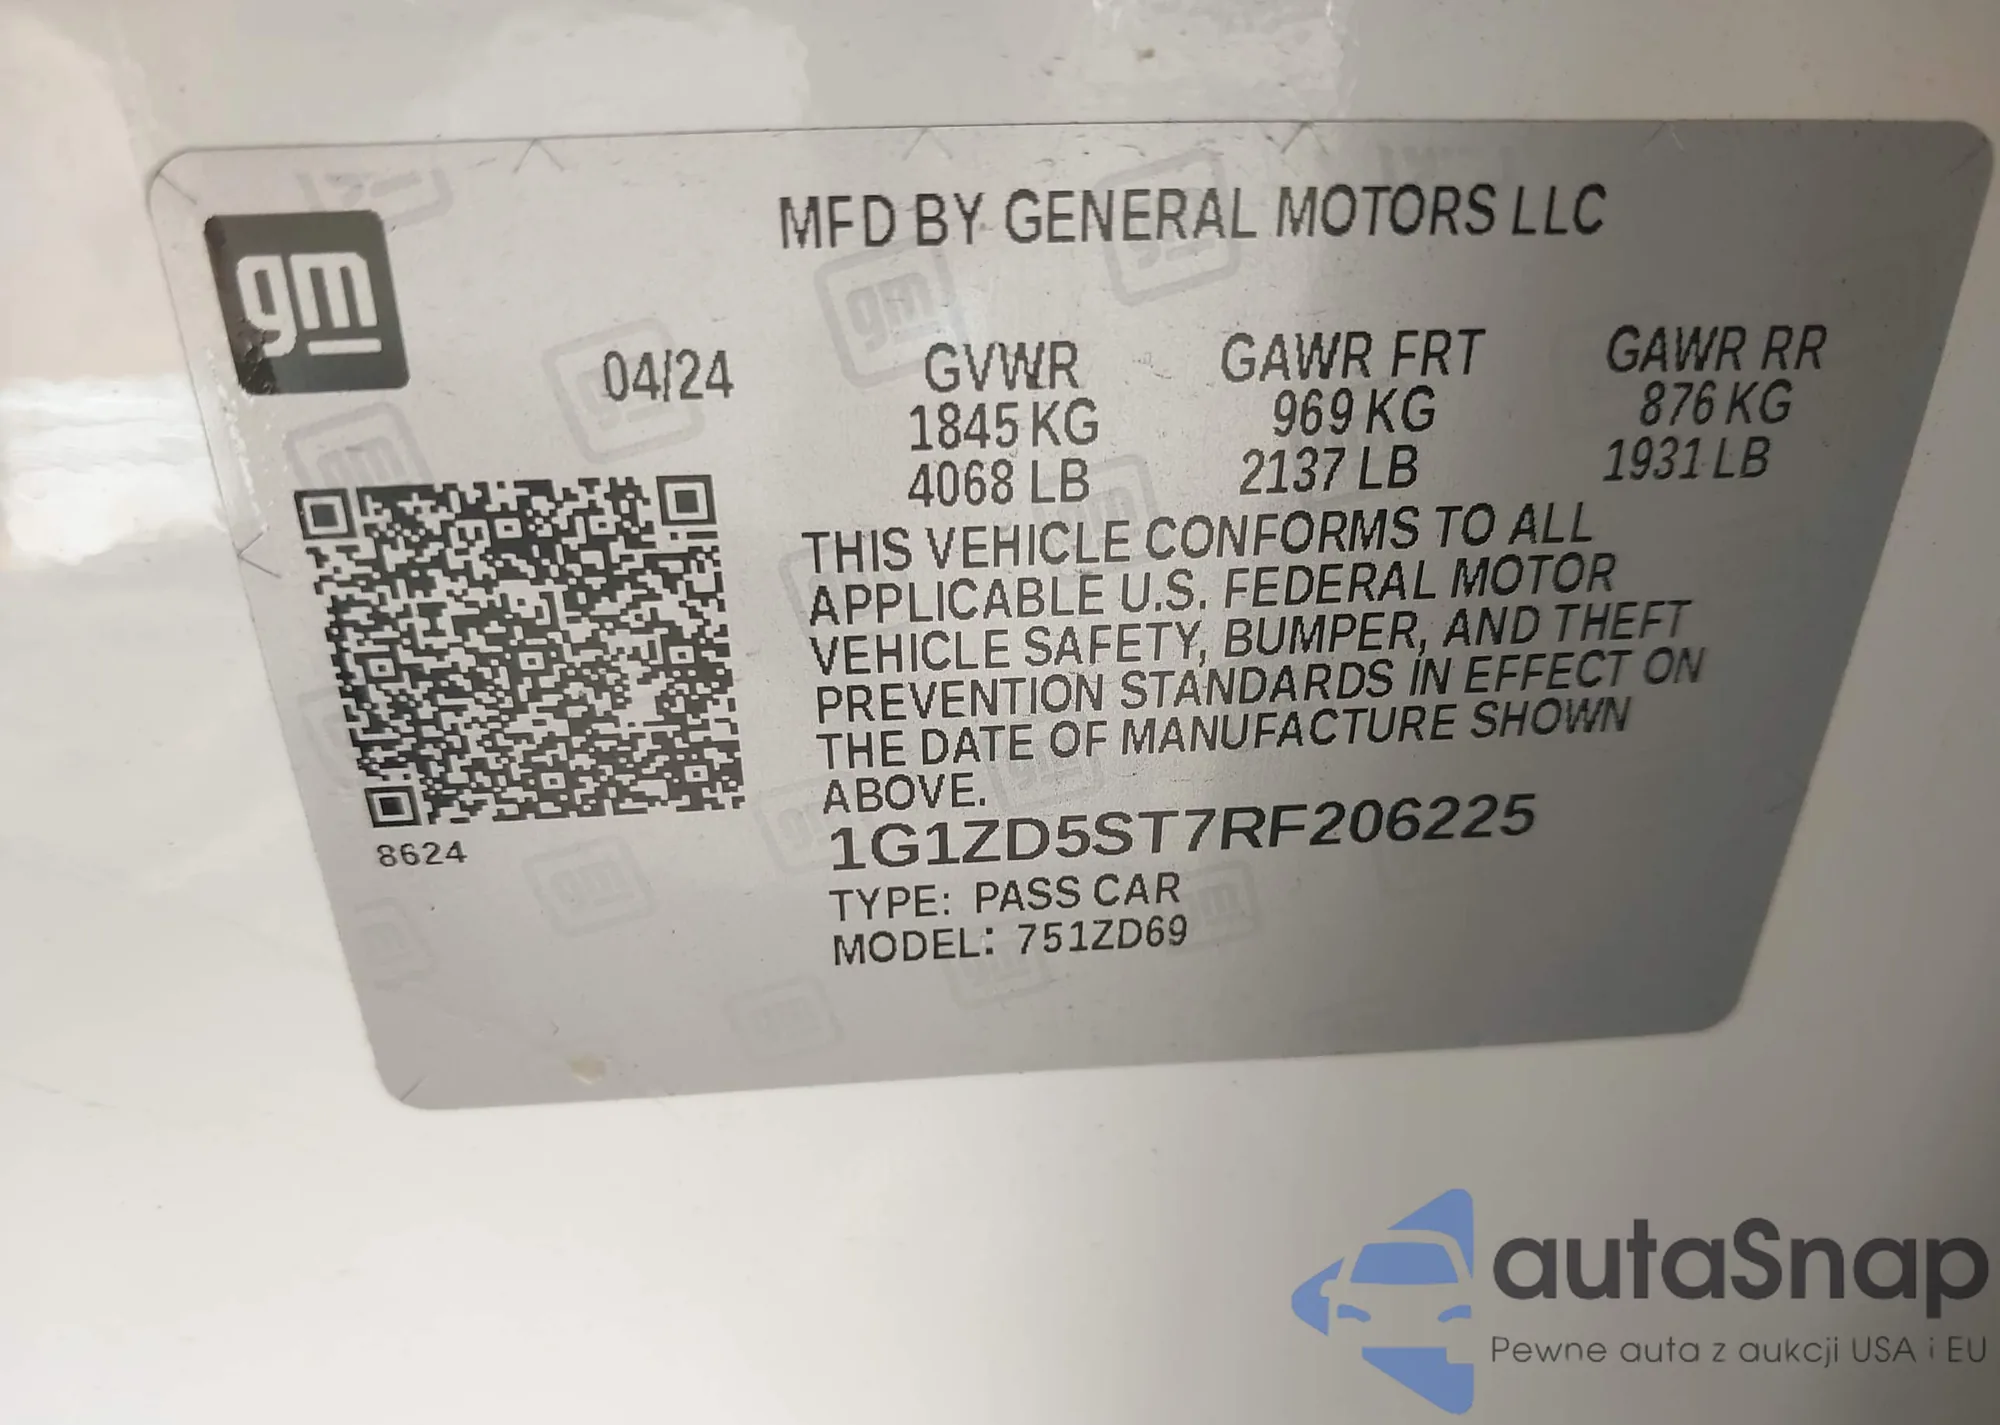 gm
MFD BY GENERAL MOTORS LLC
04/24
GVWR
1845 KG
4068 LB
GAWR FRT
969 KG
2137 LB
GAWR RR
876 KG
1931 LB
THIS VEHICLE CONFORMS TO ALL
APPLICABLE U.S. FEDERAL MOTOR
VEHICLE SAFETY, BUMPER, AND THEFT
PREVENTION STANDARDS IN EFFECT ON
THE DATE OF MANUFACTURE SHOWN
ABOVE.
1G1ZD5ST7RF206225
TYPE: PASS CAR
MODEL: 751ZD69
8624
autaSnap
Pewne auta z aukcji USA i EU